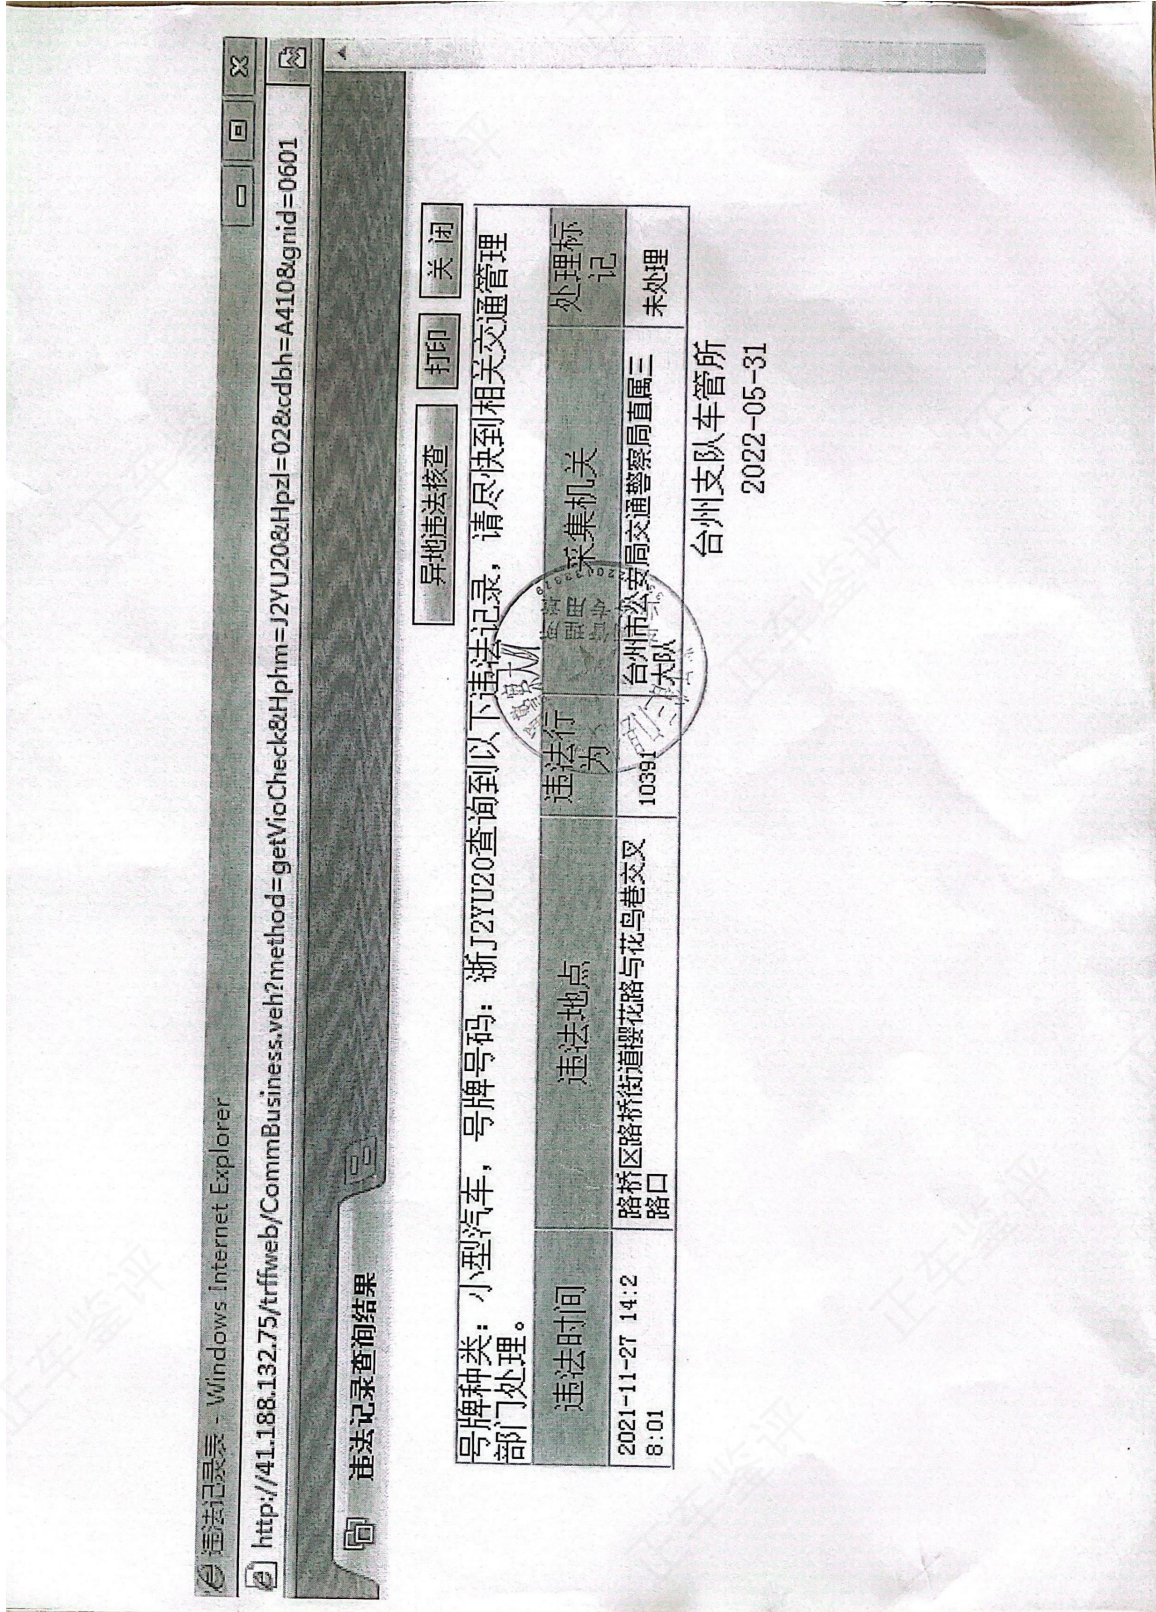 违法记录表 - Windows Internet Explorer
http://41.188.132.75/trffweb/CommBusiness.veh?method=getVioCheck&Hphm=J2YU20&Hpzl=02&cdbh=A410&gnid=0601
违法记录查询结果
异地违法核查 打印 关闭
号牌种类: 小型汽车, 号牌号码: 浙J2YU20查询到以下违法记录, 请尽快到相关交通管理
部门处理。
违法时间 违法地点 违法行为 采集机关 处理标记
2021-11-27 14:2
8:01
路桥区路桥街道樱花路与花鸟巷交叉
路口
10391
台州市公安局交通警察局直属三
大队
未处理
台州支队车管所
2022-05-31
正车鉴评